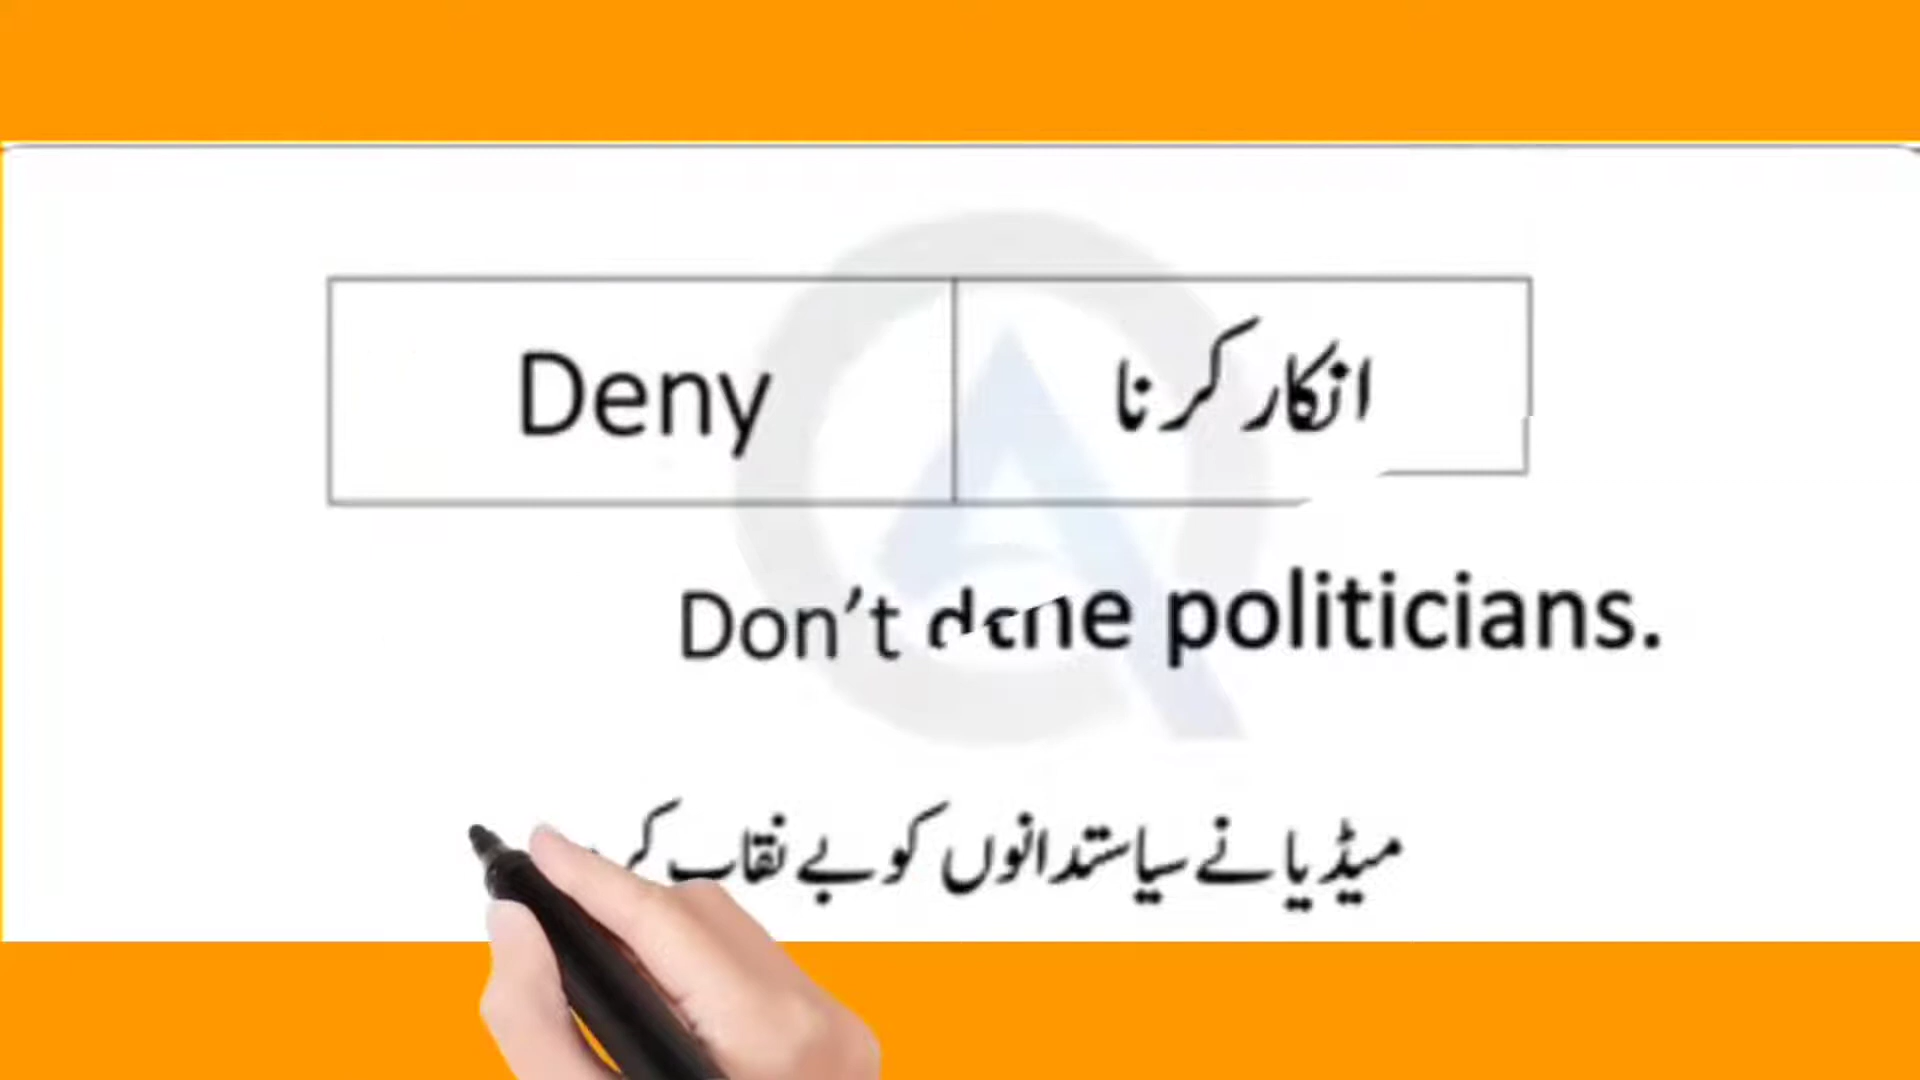 Deny
انکار کرنا
Don't politicians.
میڈیا نے سیاستدانوں کو بے نقاب